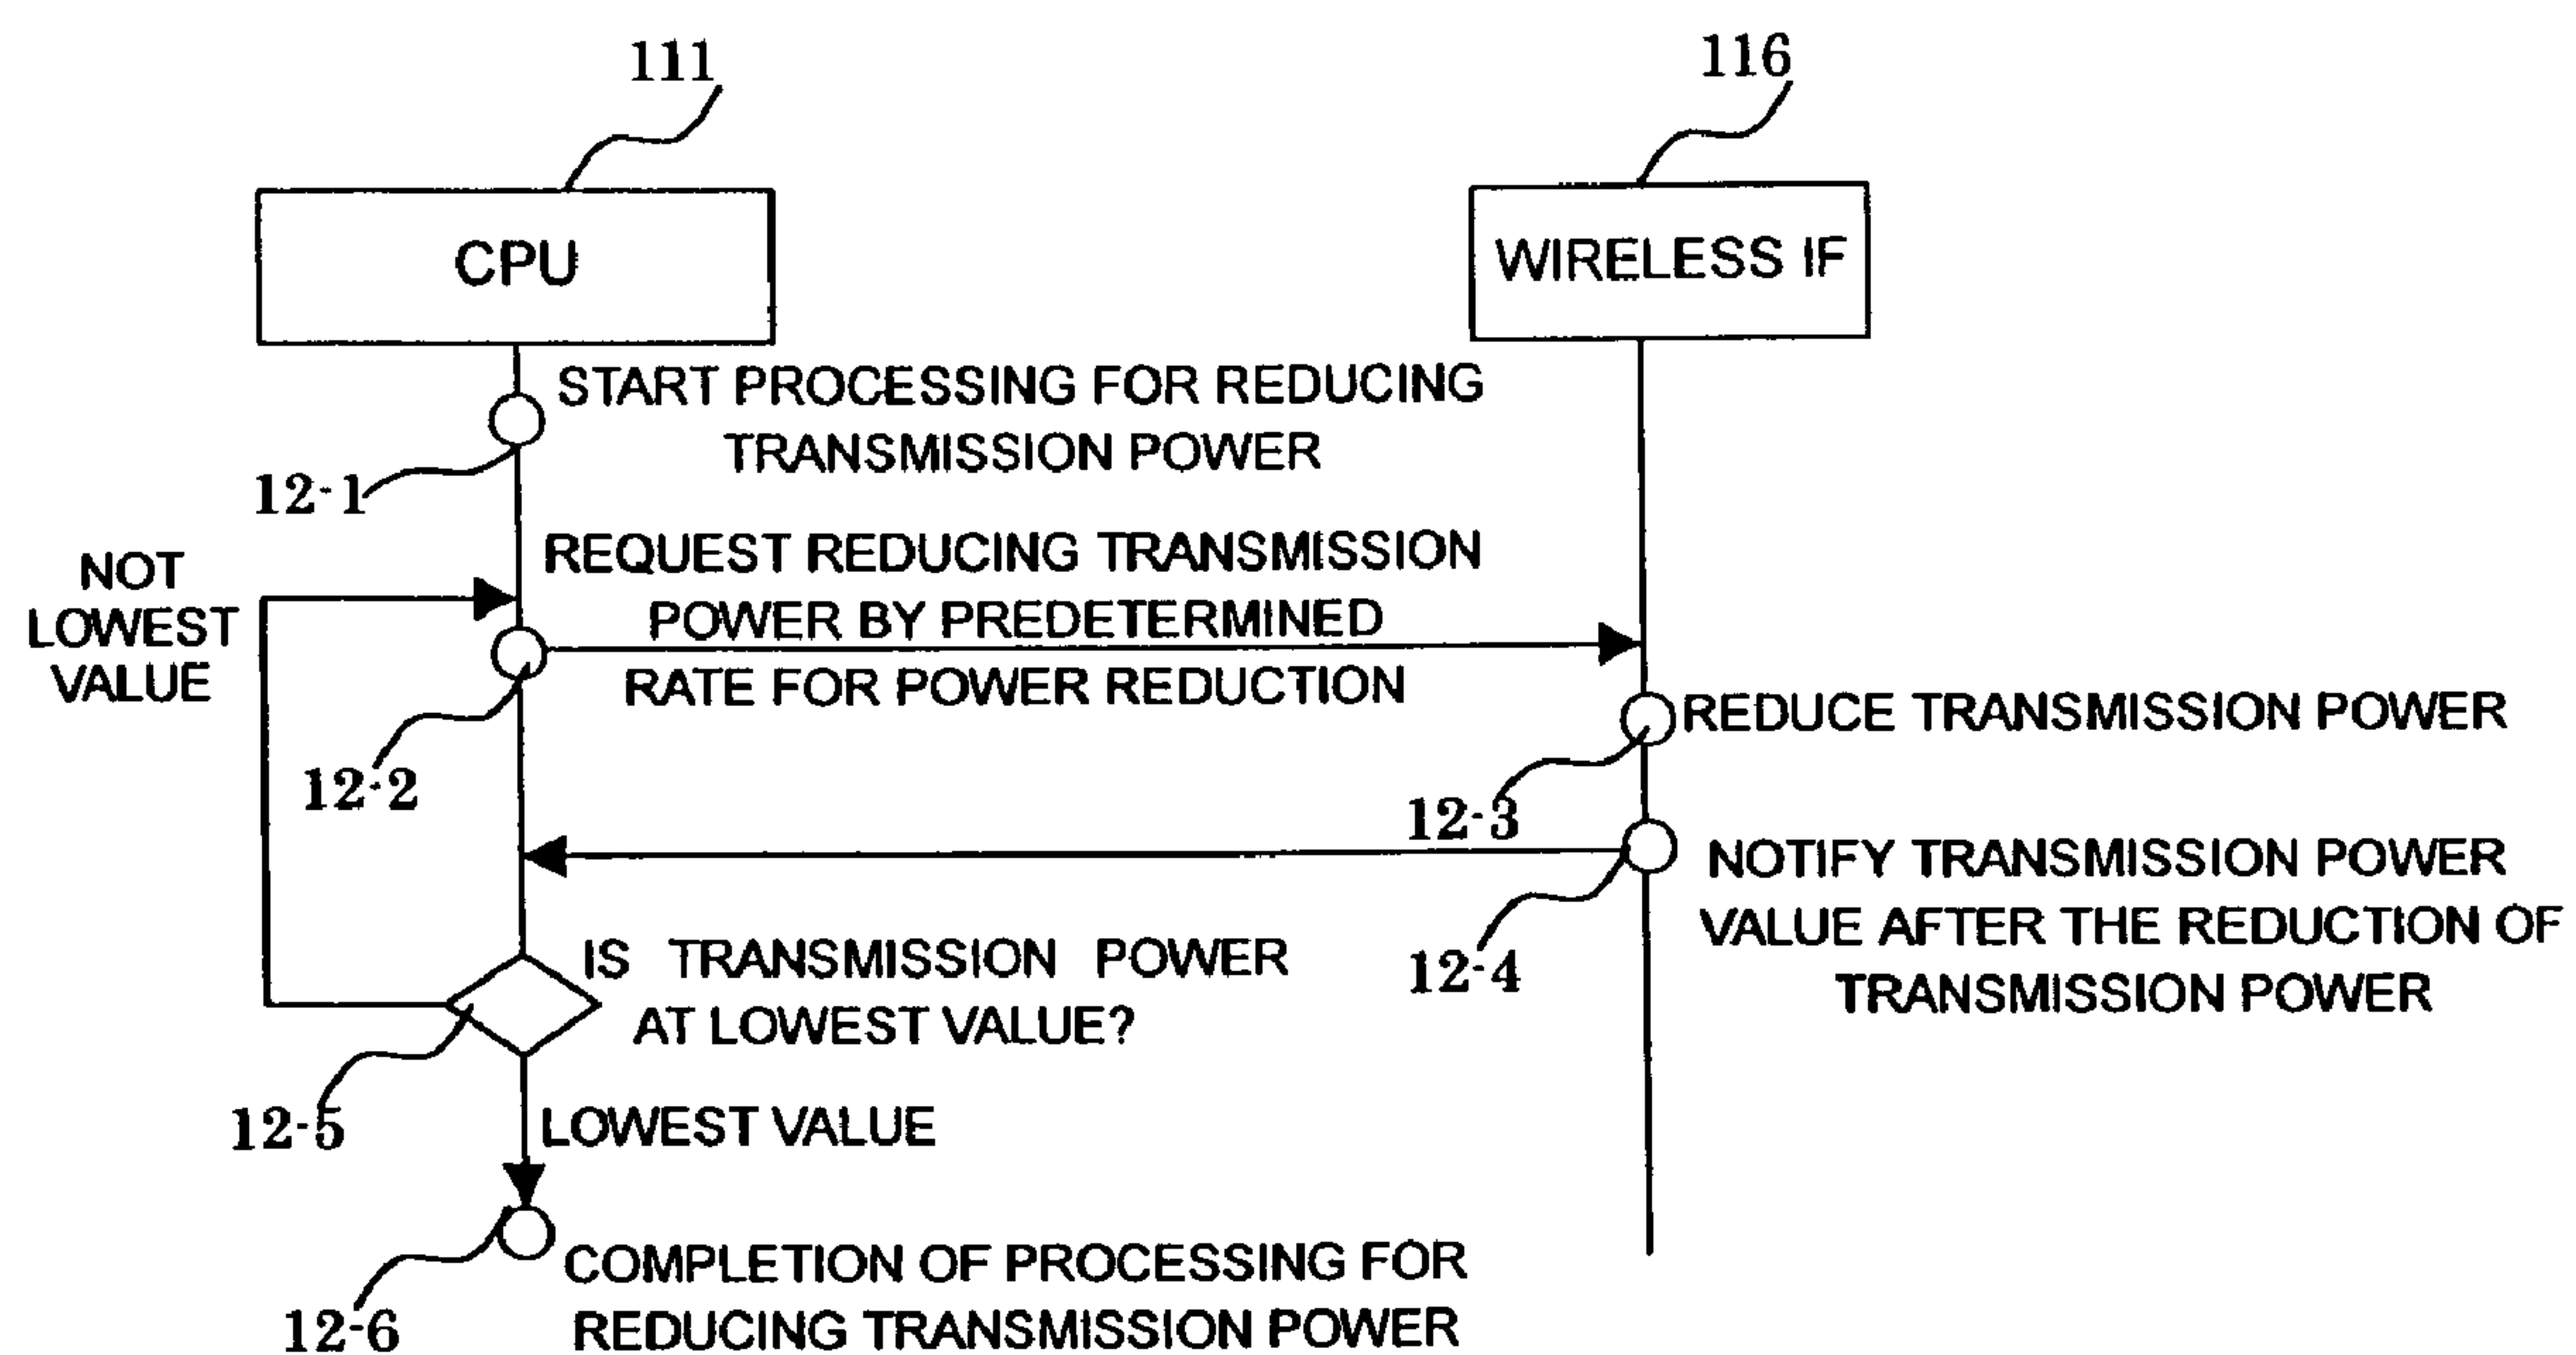 111
116
CPU
WIRELESS IF
START PROCESSING FOR REDUCING
TRANSMISSION POWER
12-1
NOT
LOWEST
VALUE
REQUEST REDUCING TRANSMISSION
POWER BY PREDETERMINED
RATE FOR POWER REDUCTION
12-2
REDUCE TRANSMISSION POWER
12-3
NOTIFY TRANSMISSION POWER
VALUE AFTER THE REDUCTION OF
TRANSMISSION POWER
12-4
IS TRANSMISSION POWER
AT LOWEST VALUE?
12-5
LOWEST VALUE
12-6
COMPLETION OF PROCESSING FOR
REDUCING TRANSMISSION POWER